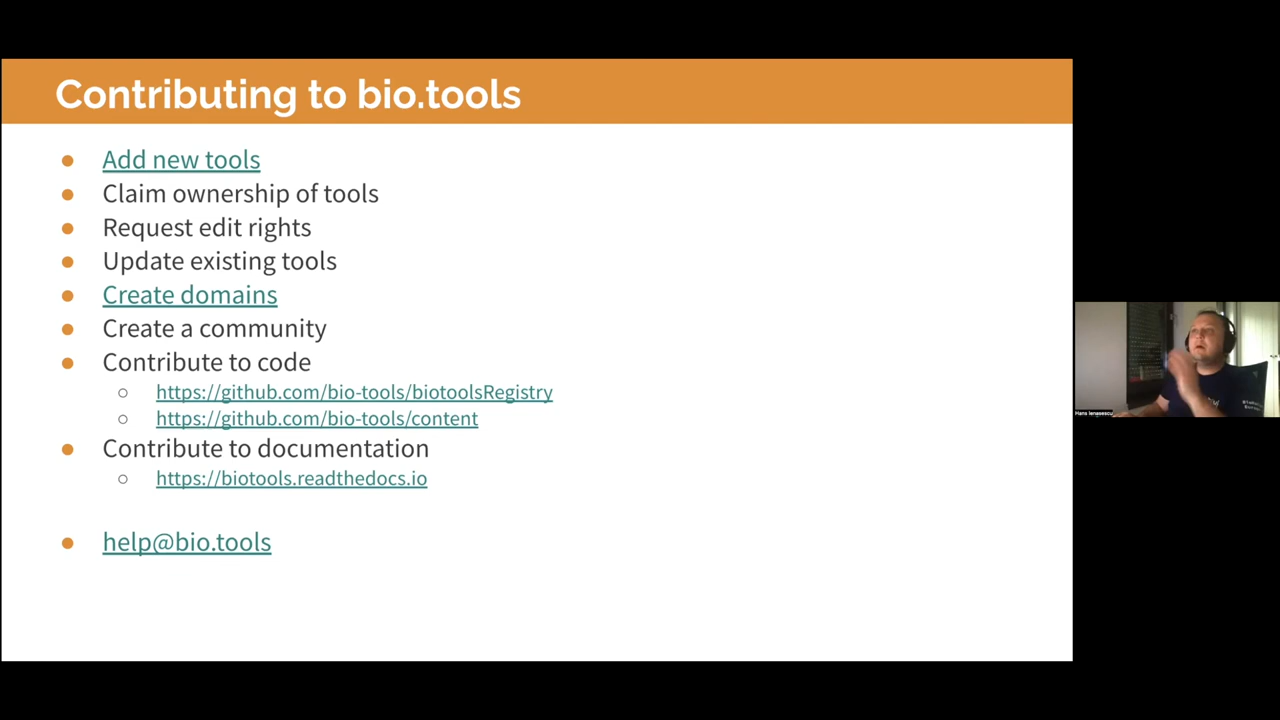 Contributing to bio.tools
Add new tools
Claim ownership of tools
Request edit rights
Update existing tools
Create domains
Create a community
Contribute to code
https://github.com/bio-tools/biotoolsRegistry
https://github.com/bio-tools/content
Contribute to documentation
https://biotools.readthedocs.io
help@bio.tools